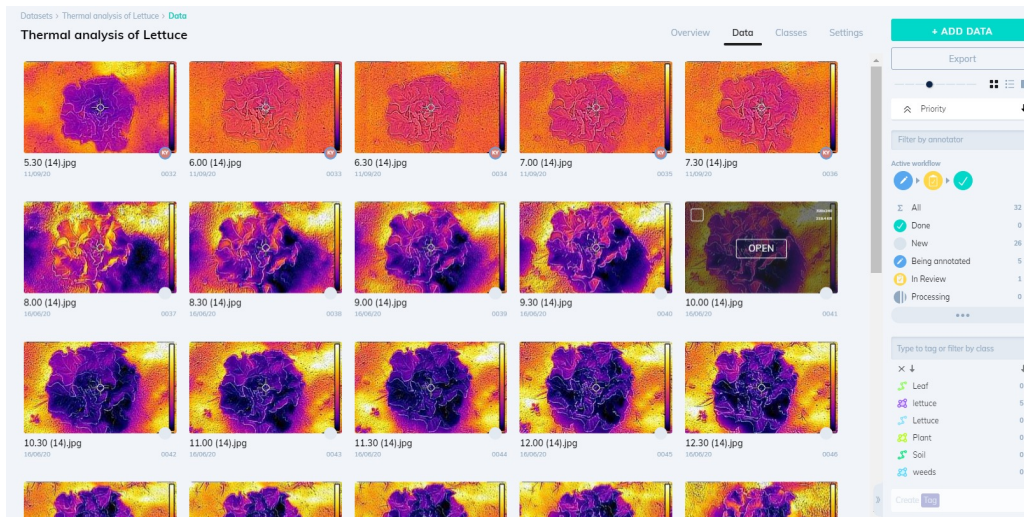 Datasets > Thermal analysis of Lettuce > Data
Thermal analysis of Lettuce
Overview Data Classes Settings
+ ADD DATA
Export
Priority
Filter by annotator
Active workflow
Σ All 32
Done 0
New 26
Being annotated 5
In Review 1
Processing 0
Type to tag or filter by class
Leaf 0
lettuce 5
Lettuce 0
Plant 0
Soil 0
weeds 0
Create Tag
5.30 (14).jpg
11/09/20 0032
6.00 (14).jpg
11/09/20 0033
6.30 (14).jpg
11/09/20 0034
7.00 (14).jpg
11/09/20 0035
7.30 (14).jpg
11/09/20 0036
8.00 (14).jpg
16/06/20 0037
8.30 (14).jpg
16/06/20 0038
9.00 (14).jpg
16/06/20 0039
9.30 (14).jpg
16/06/20 0040
OPEN
10.00 (14).jpg
16/06/20 0041
10.30 (14).jpg
16/06/20 0042
11.00 (14).jpg
16/06/20 0043
11.30 (14).jpg
16/06/20 0044
12.00 (14).jpg
16/06/20 0045
12.30 (14).jpg
16/06/20 0046